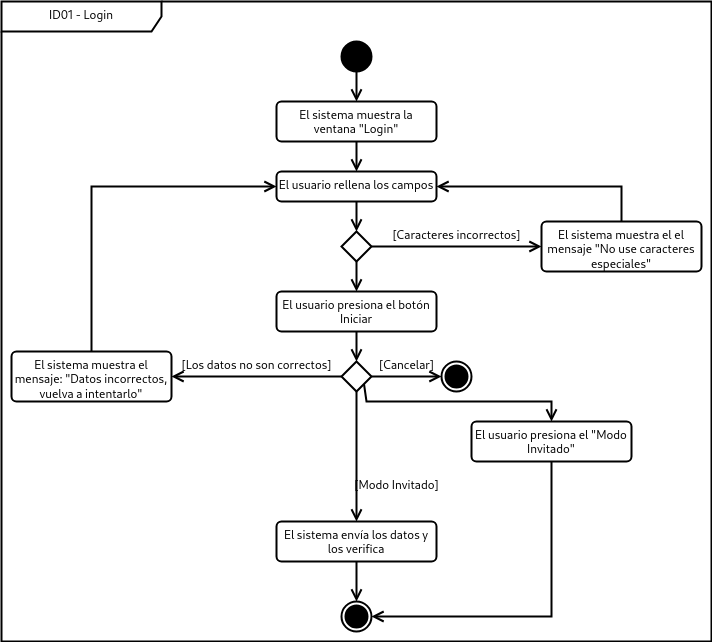 ID01 - Login
El sistema muestra la
ventana "Login"
El usuario rellena los campos
[Caracteres incorrectos]
El sistema muestra el el
mensaje "No use caracteres
especiales"
El usuario presiona el botón
Iniciar
El sistema muestra el
mensaje: "Datos incorrectos,
vuelva a intentarlo"
[Los datos no son correctos]
[Cancelar]
El usuario presiona el "Modo
Invitado"
[Modo Invitado]
El sistema envía los datos y
los verifica